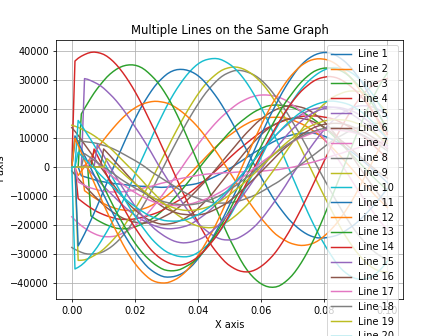 Multiple Lines on the Same Graph
40000
30000
20000
10000
0
−10000
−20000
−30000
−40000
0.00
0.02
0.04
0.06
0.08
X axis
Line 1
Line 2
Line 3
Line 4
Line 5
Line 6
Line 7
Line 8
Line 9
Line 10
Line 11
Line 12
Line 13
Line 14
Line 15
Line 16
Line 17
Line 18
Line 19
Line 20